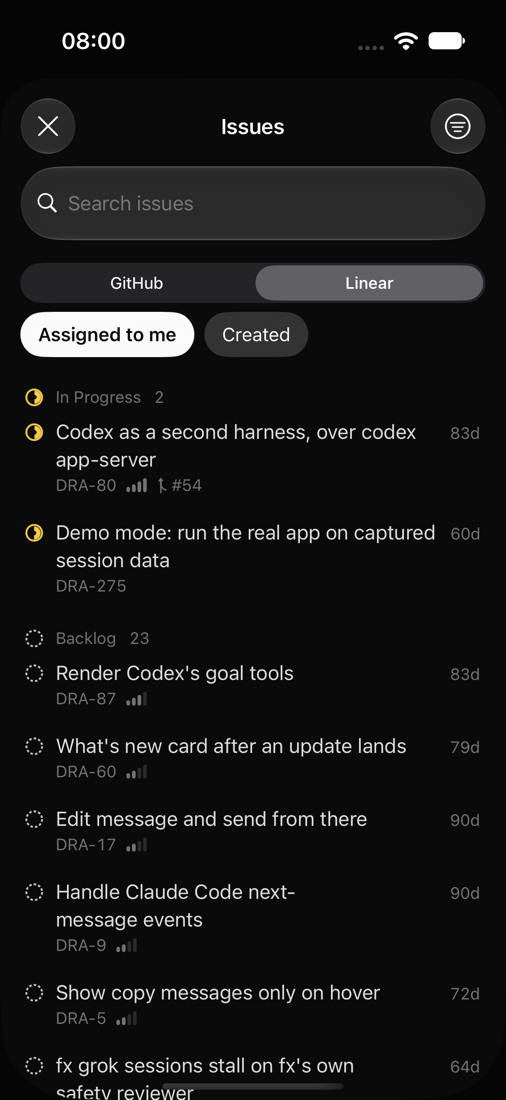 08:00
Issues
Search issues
GitHub
Linear
Assigned to me
Created
In Progress 2
Codex as a second harness, over codex
app-server
83d
DRA-80 #54
Demo mode: run the real app on captured
session data
60d
DRA-275
Backlog 23
Render Codex's goal tools
83d
DRA-87
What's new card after an update lands
79d
DRA-60
Edit message and send from there
90d
DRA-17
Handle Claude Code next-
message events
90d
DRA-9
Show copy messages only on hover
72d
DRA-5
fx grok sessions stall on fx's own
safety reviewer
64d